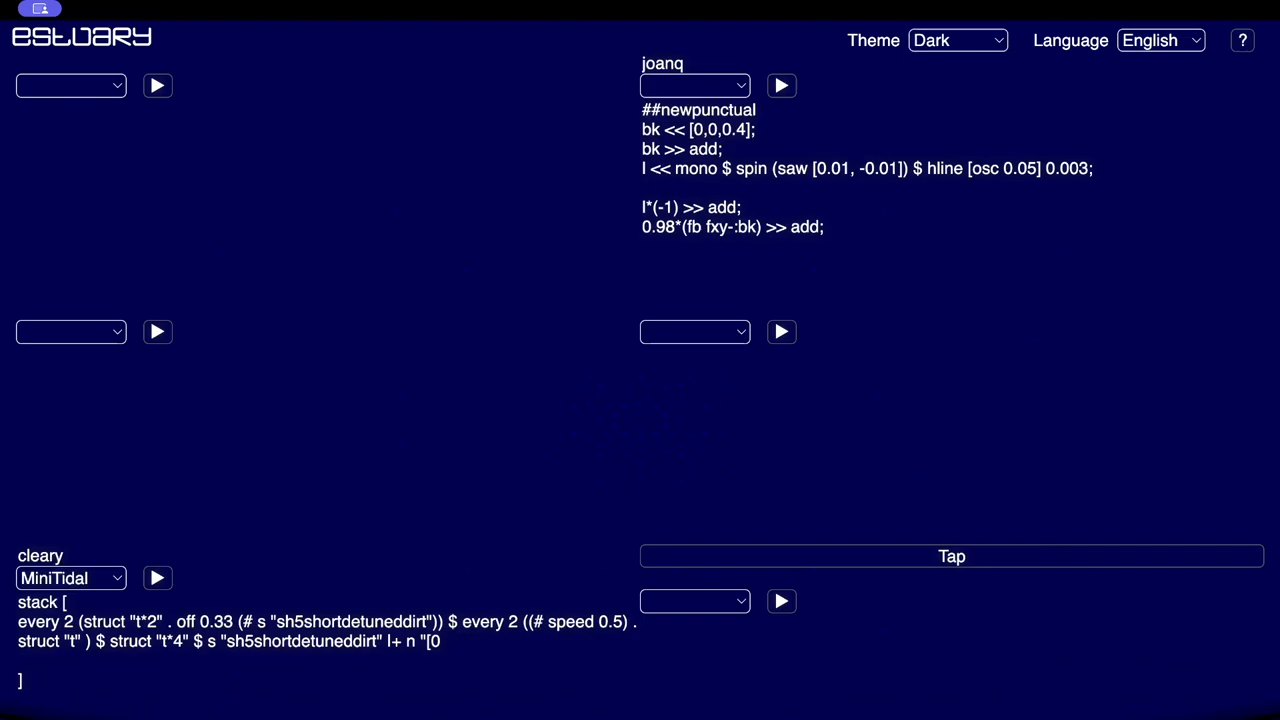 estuary
Theme Dark Language English ?
joanq
##newpunctual
bk << [0,0,0.4];
bk >> add;
l << mono $ spin (saw [0.01, -0.01]) $ hline [osc 0.05] 0.003;
l*(-1) >> add;
0.98*(fb fxy-:bk) >> add;
cleary
MiniTidal
stack [
every 2 (struct "t*2" . off 0.33 (# s "sh5shortdetuneddirt")) $ every 2 ((# speed 0.5) .
struct "t" ) $ struct "t*4" $ s "sh5shortdetuneddirt" |+ n "[0
]
Tap